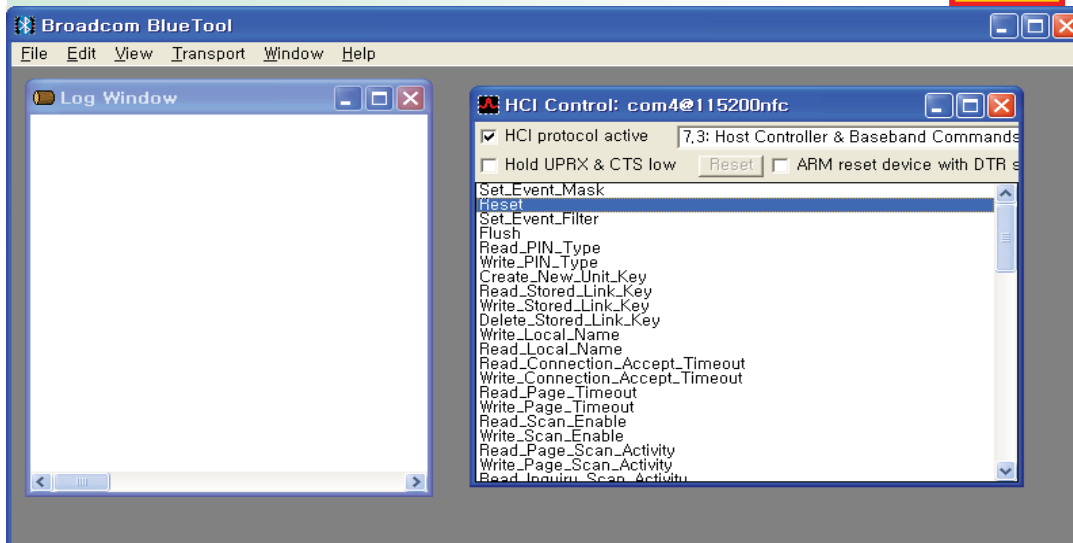 Broadcom BlueTool
File Edit View Transport Window Help
Log Window
HCI Control: com4@115200nfc
HCI protocol active 7.3: Host Controller & Baseband Commands
Hold UPRX & CTS low Reset ARM reset device with DTR s
Set_Event_Mask
Reset
Set_Event_Filter
Flush
Read_PIN_Type
Write_PIN_Type
Create_New_Unit_Key
Read_Stored_Link_Key
Write_Stored_Link_Key
Delete_Stored_Link_Key
Write_Local_Name
Read_Local_Name
Read_Connection_Accept_Timeout
Write_Connection_Accept_Timeout
Read_Page_Timeout
Write_Page_Timeout
Read_Scan_Enable
Write_Scan_Enable
Read_Page_Scan_Activity
Write_Page_Scan_Activity
Read_Inquiry_Scan_Activity